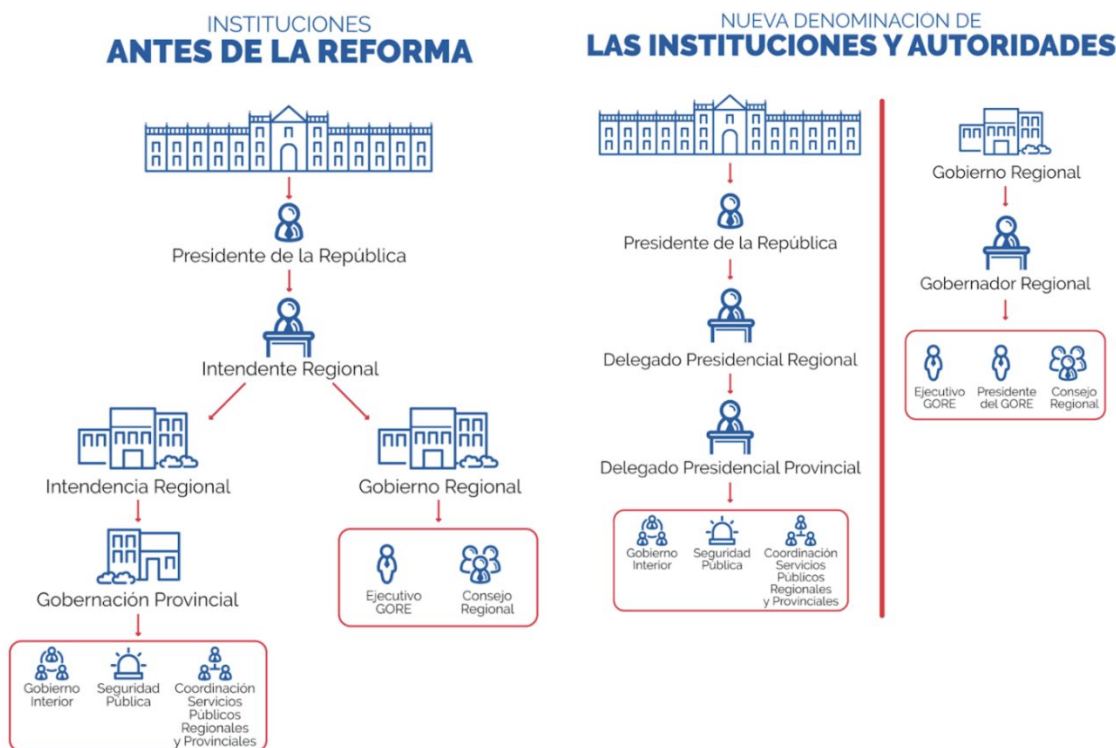 INSTITUCIONES
ANTES DE LA REFORMA
Presidente de la República
Intendente Regional
Intendencia Regional
Gobierno Regional
Gobernación Provincial
Ejecutivo
GORE
Consejo
Regional
Gobierno
Interior
Seguridad
Pública
Coordinación
Servicios
Públicos
Regionales
y Provinciales
NUEVA DENOMINACIÓN DE
LAS INSTITUCIONES Y AUTORIDADES
Presidente de la República
Delegado Presidencial Regional
Delegado Presidencial Provincial
Gobierno
Interior
Seguridad
Pública
Coordinación
Servicios
Públicos
Regionales
y Provinciales
Gobierno Regional
Gobernador Regional
Ejecutivo
GORE
Presidente
del GORE
Consejo
Regional